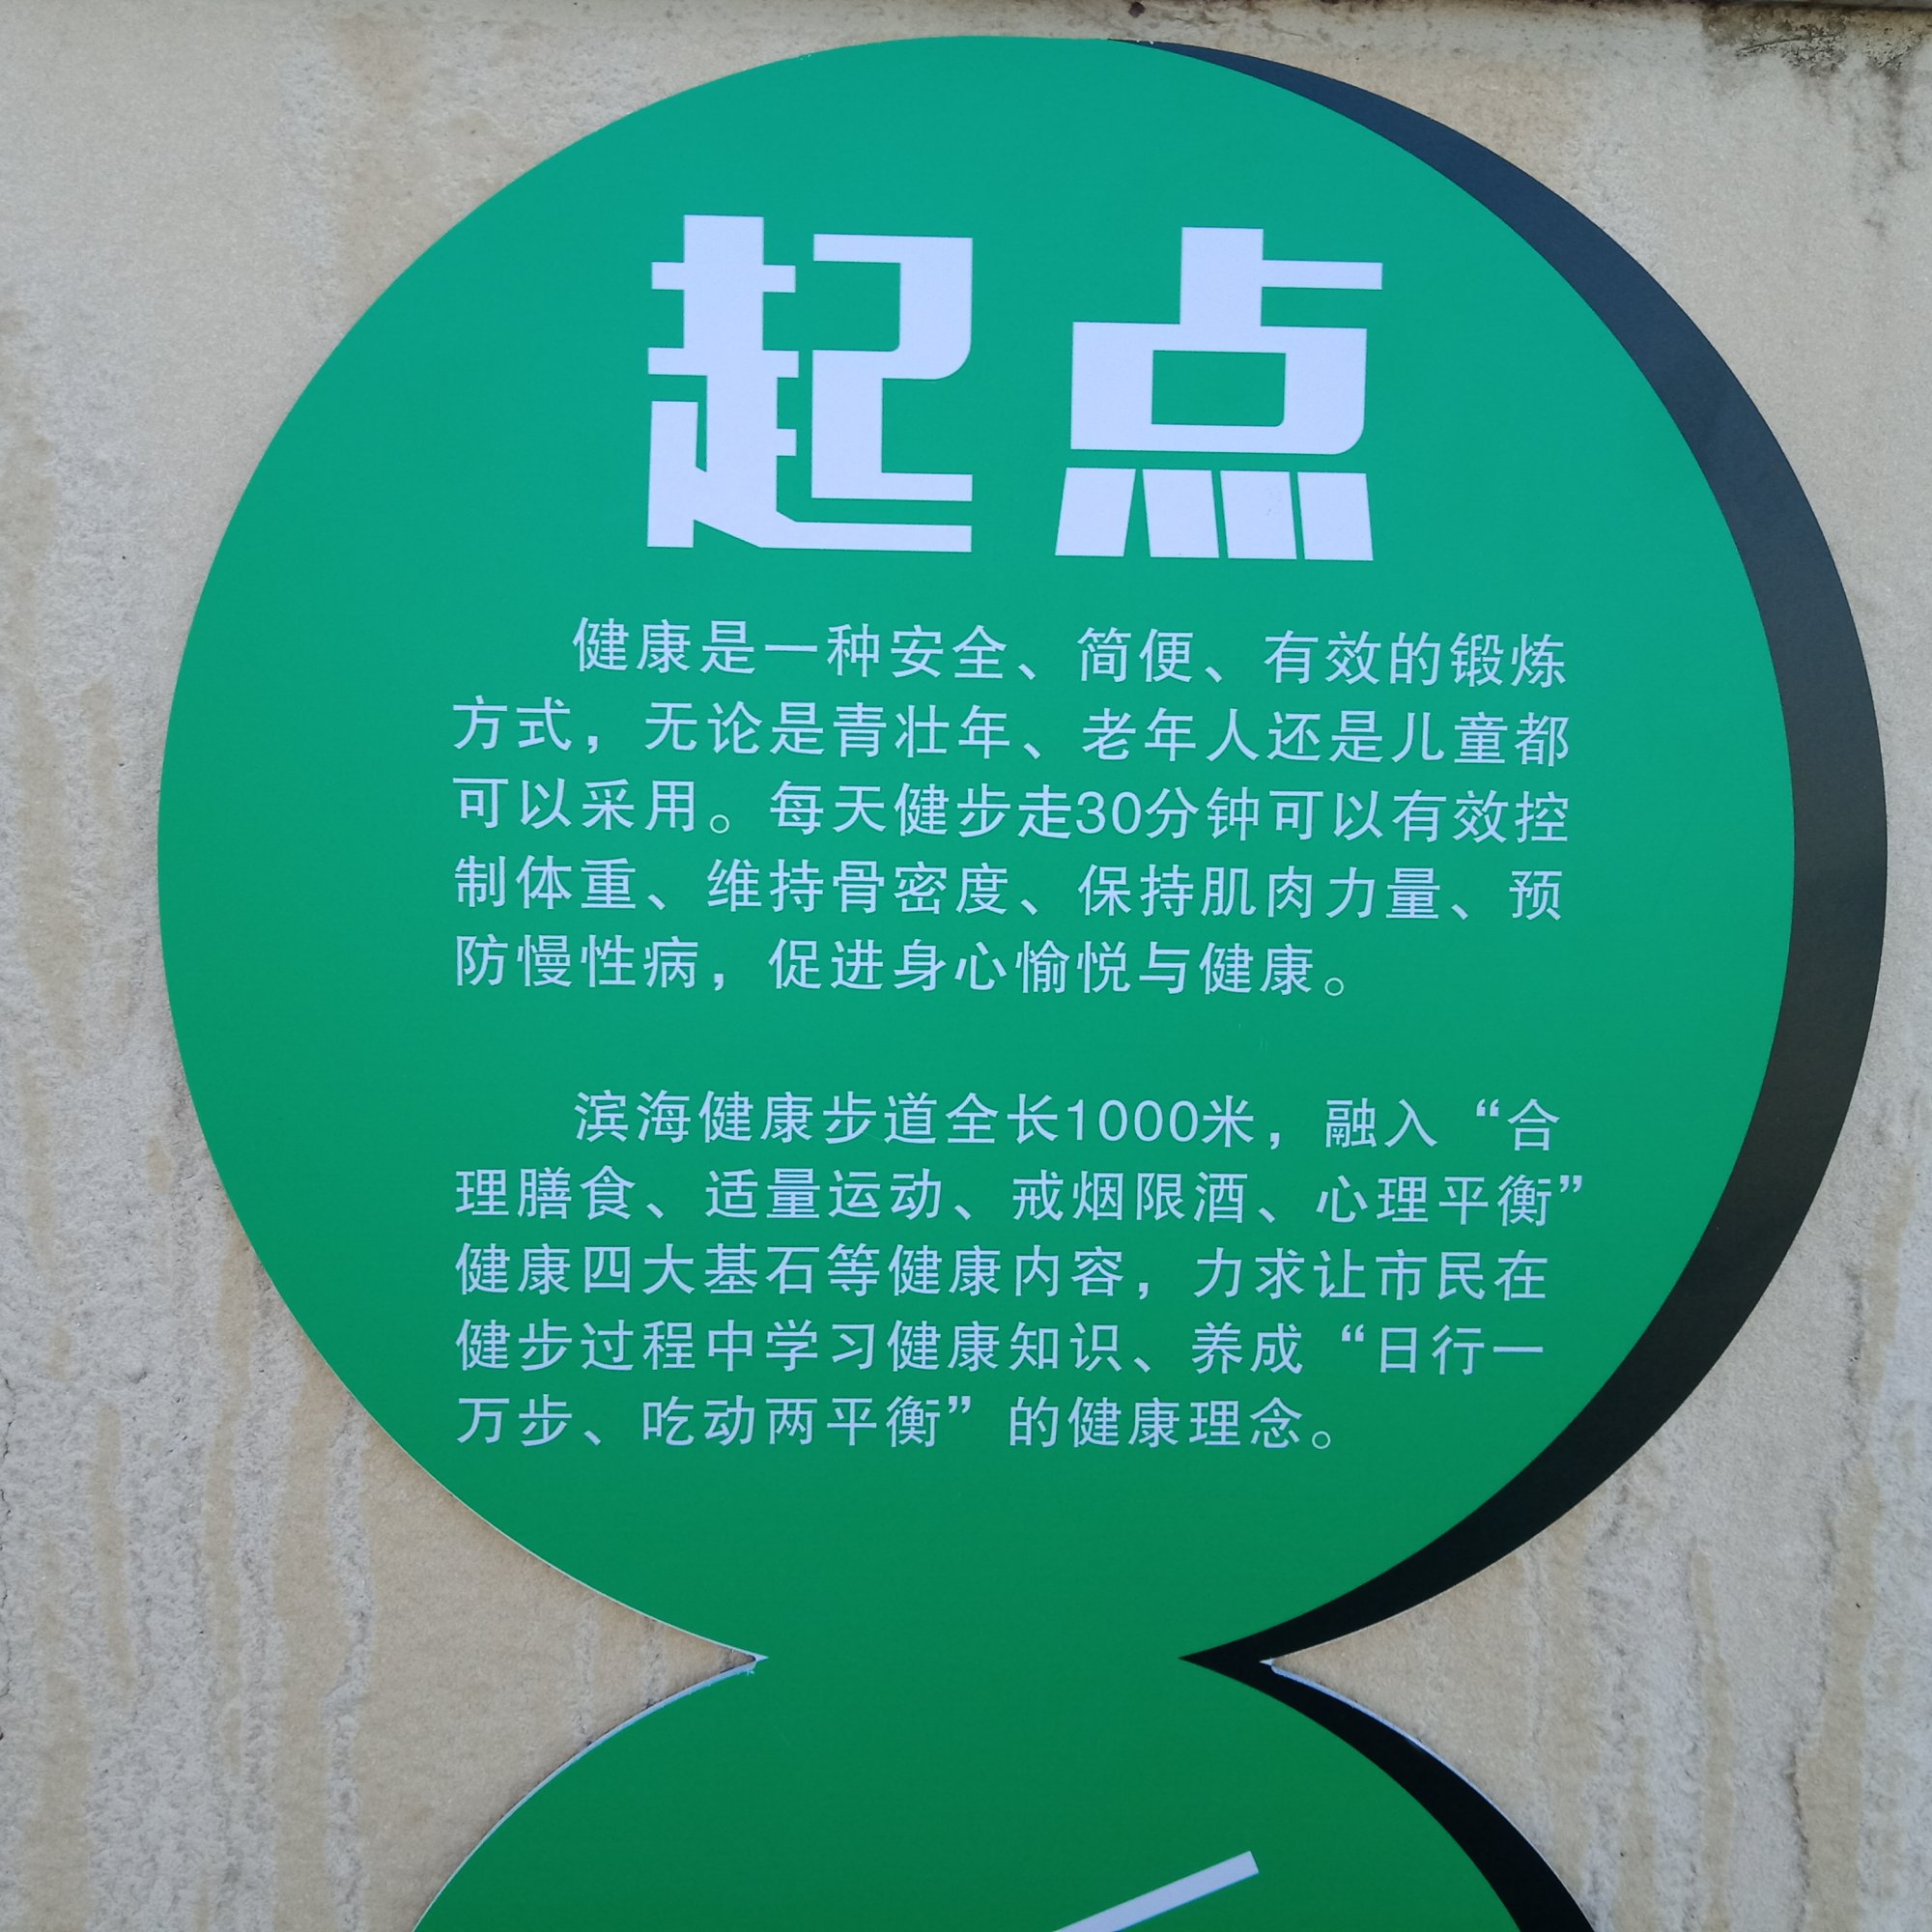 起点
健康是一种安全、简便、有效的锻炼
方式，无论是青壮年、老年人还是儿童都
可以采用。每天健步走30分钟可以有效控
制体重、维持骨密度、保持肌肉力量、预
防慢性病，促进身心愉悦与健康。
滨海健康步道全长1000米，融入“合
理膳食、适量运动、戒烟限酒、心理平衡”
健康四大基石等健康内容，力求让市民在
健步过程中学习健康知识、养成“日行一
万步、吃动两平衡”的健康理念。